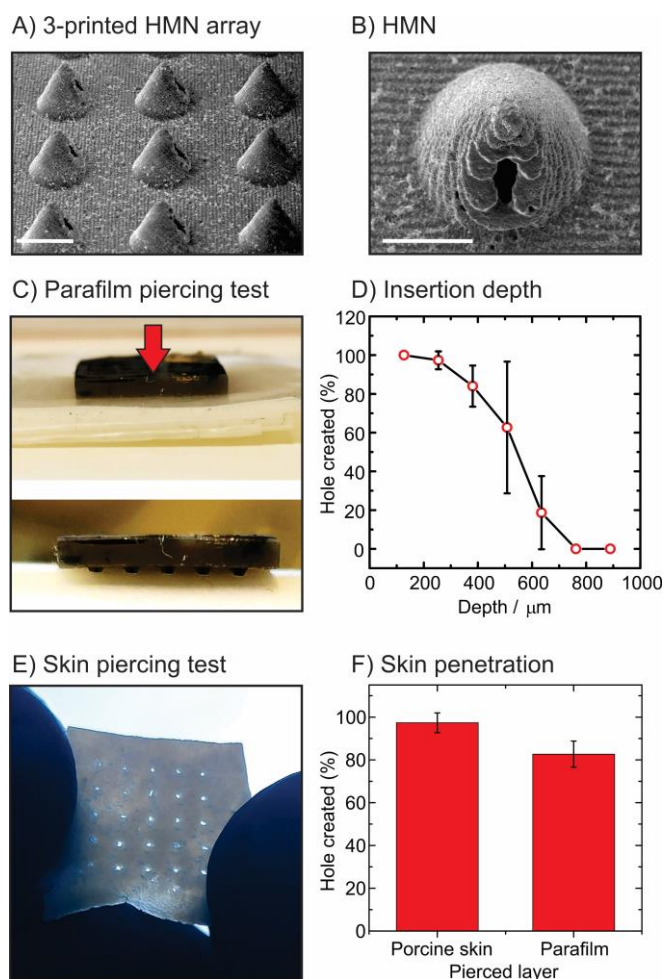 A) 3-printed HMN array
B) HMN
C) Parafilm piercing test
D) Insertion depth
Hole created (%)
120
100
80
60
40
20
0
0
200
400
600
800
1000
Depth / μm
E) Skin piercing test
F) Skin penetration
Hole created (%)
100
80
60
40
20
0
Porcine skin
Parafilm
Pierced layer